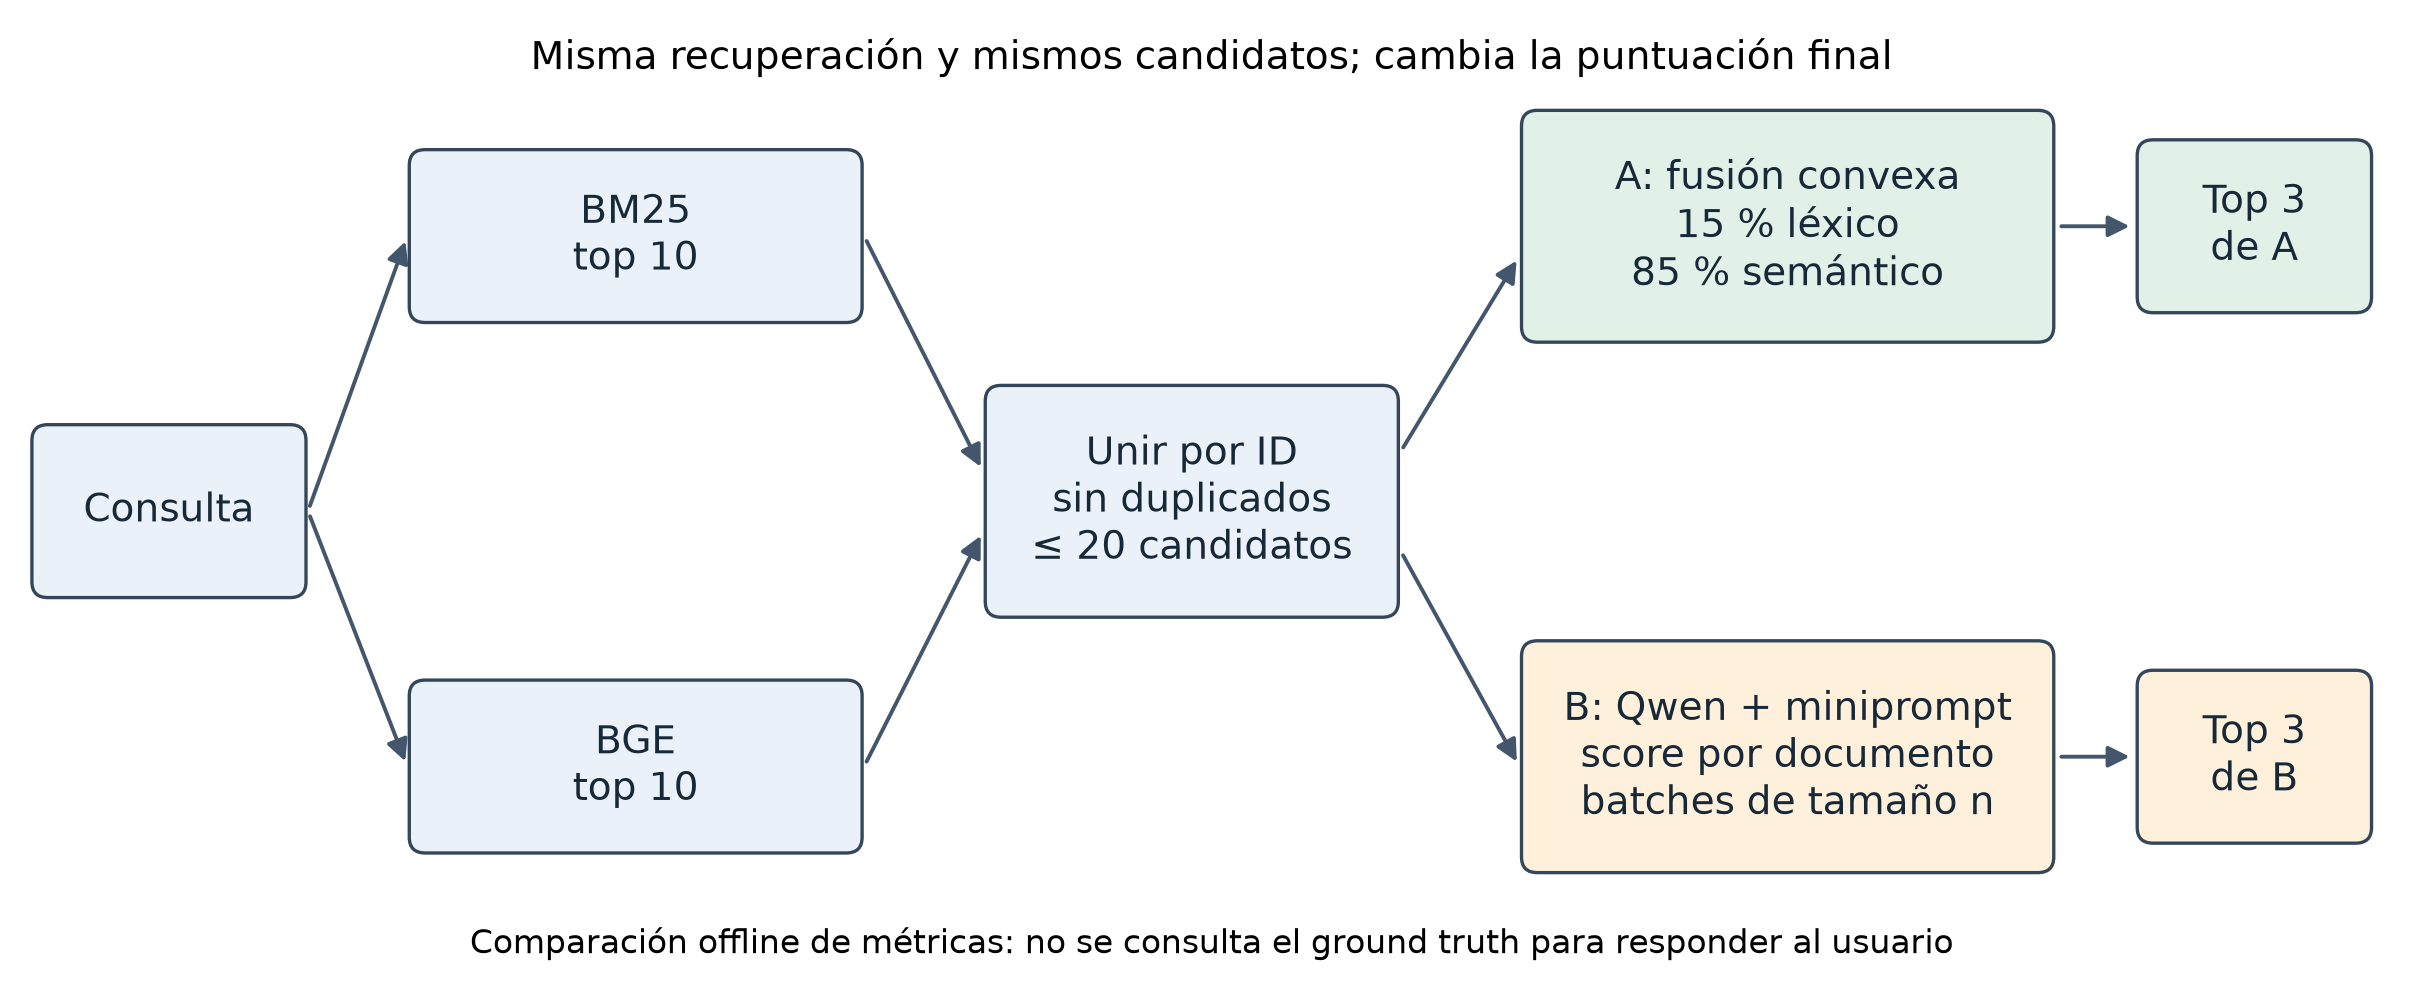 Misma recuperación y mismos candidatos; cambia la puntuación final
Consulta
BM25
top 10
BGE
top 10
Unir por ID
sin duplicados
≤ 20 candidatos
A: fusión convexa
15 % léxico
85 % semántico
Top 3
de A
B: Qwen + miniprompt
score por documento
batches de tamaño n
Top 3
de B
Comparación offline de métricas: no se consulta el ground truth para responder al usuario